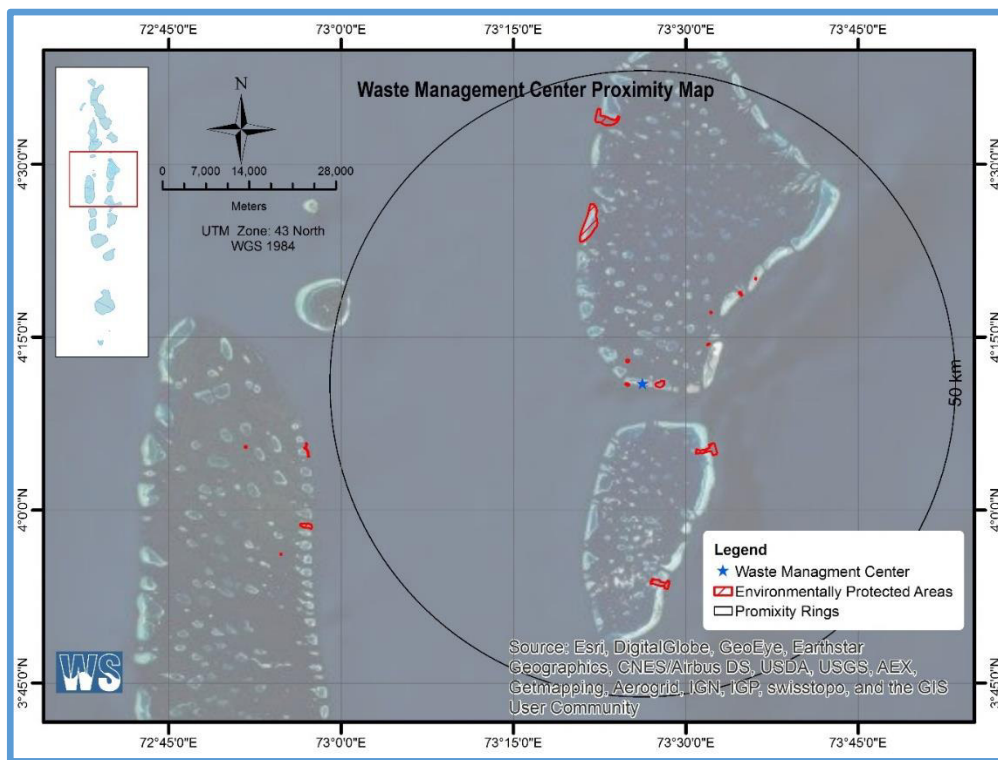 72°45'0"E 73°0'0"E 73°15'0"E 73°30'0"E 73°45'0"E
Waste Management Center Proximity Map
N
0 7,000 14,000 28,000
Meters
UTM Zone: 43 North
WGS 1984
4°30'0"N 4°30'0"N
4°15'0"N 4°15'0"N
50 km
4°0'0"N 4°0'0"N
Legend
Waste Managment Center
Environmentally Protected Areas
Promixity Rings
Source: Esri, DigitalGlobe, GeoEye, Earthstar
Geographics, CNES/Airbus DS, USDA, USGS, AEX,
Getmapping, Aerogrid, IGN, IGP, swisstopo, and the GIS
User Community
WS
3°45'0"N 3°45'0"N
72°45'0"E 73°0'0"E 73°15'0"E 73°30'0"E 73°45'0"E